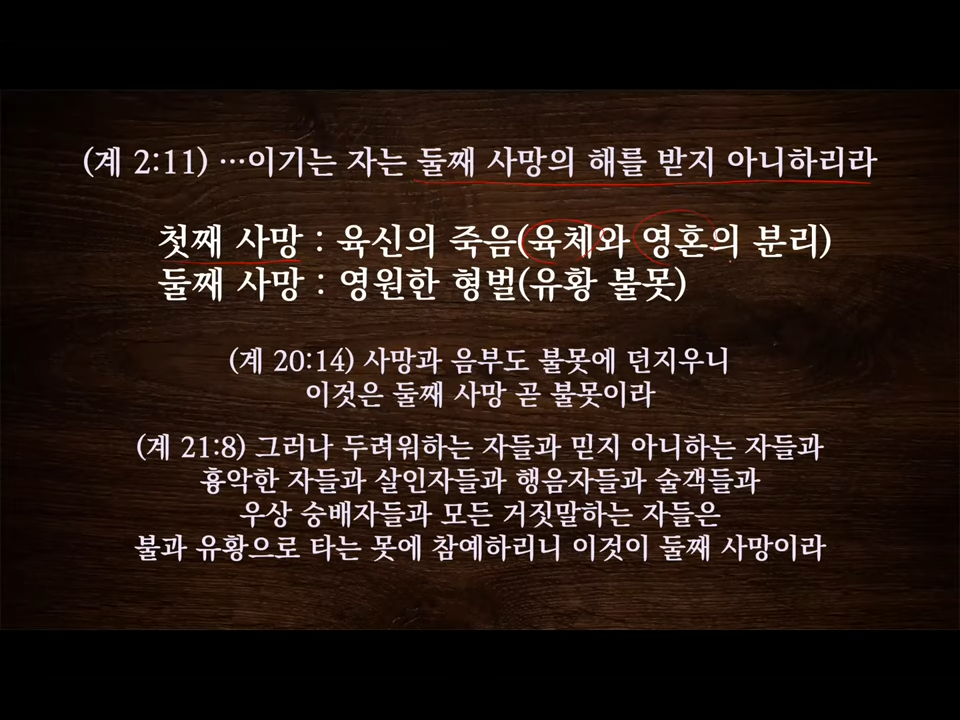 (계 2:11) …이기는 자는 둘째 사망의 해를 받지 아니하리라
첫째 사망 : 육신의 죽음(육체와 영혼의 분리)
둘째 사망 : 영원한 형벌(유황 불못)
(계 20:14) 사망과 음부도 불못에 던지우니
이것은 둘째 사망 곧 불못이라
(계 21:8) 그러나 두려워하는 자들과 믿지 아니하는 자들과
흉악한 자들과 살인자들과 행음자들과 술객들과
우상 숭배자들과 모든 거짓말하는 자들은
불과 유황으로 타는 못에 참예하리니 이것이 둘째 사망이라